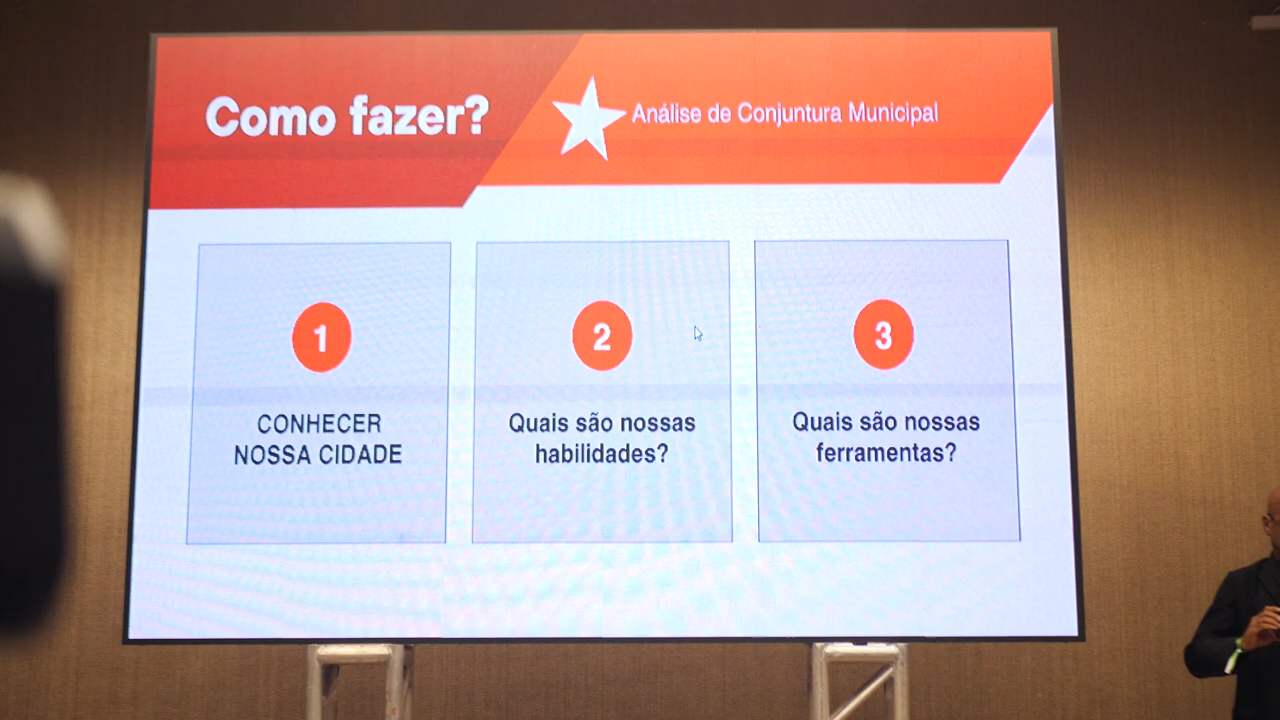 Como fazer?
Análise de Conjuntura Municipal
1
CONHECER
NOSSA CIDADE
2
Quais são nossas
habilidades?
3
Quais são nossas
ferramentas?